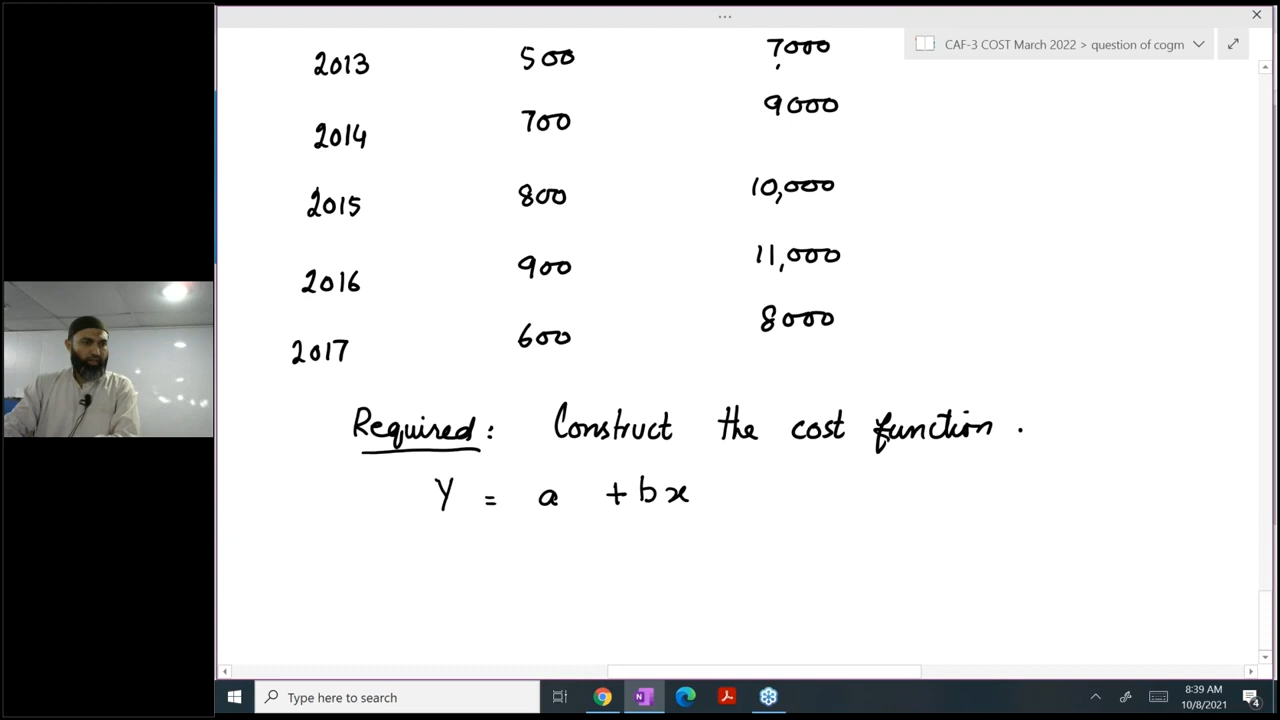 CAF-3 COST March 2022 > question of cogm
2013 500 7000
2014 700 9000
2015 800 10,000
2016 900 11,000
2017 600 8000
Required: Construct the cost function.
Y = a + bx
Type here to search
8:39 AM
10/8/2021
4